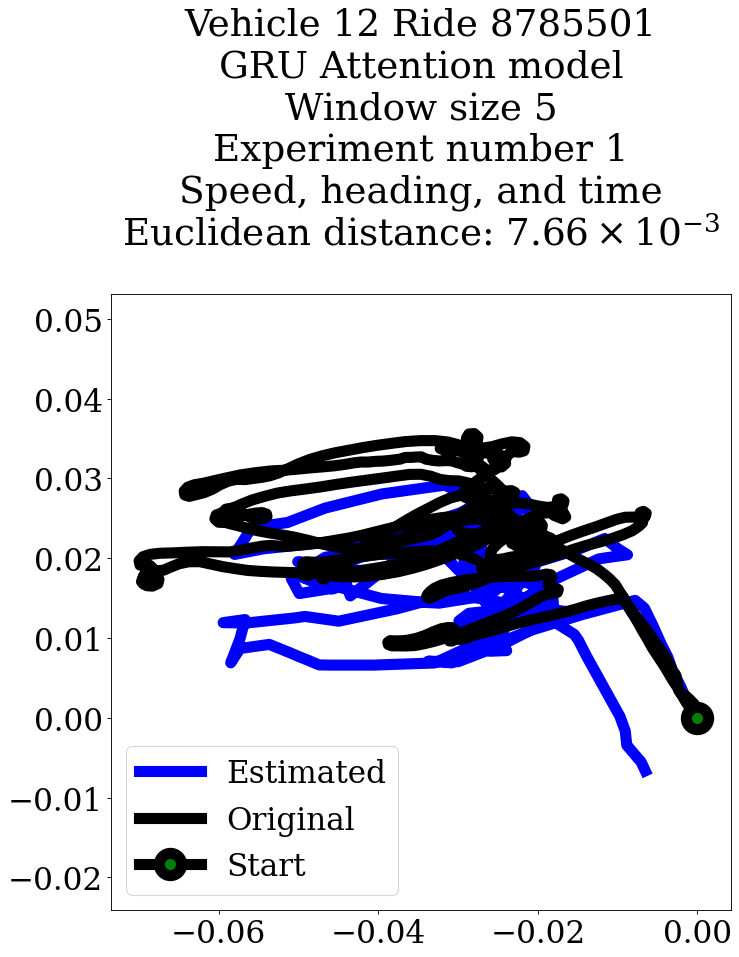 Vehicle 12 Ride 8785501
GRU Attention model
Window size 5
Experiment number 1
Speed, heading, and time
Euclidean distance: 7.66 × 10⁻³
0.05
0.04
0.03
0.02
0.01
0.00
−0.01
−0.02
Estimated
Original
Start
−0.06 −0.04 −0.02 0.00